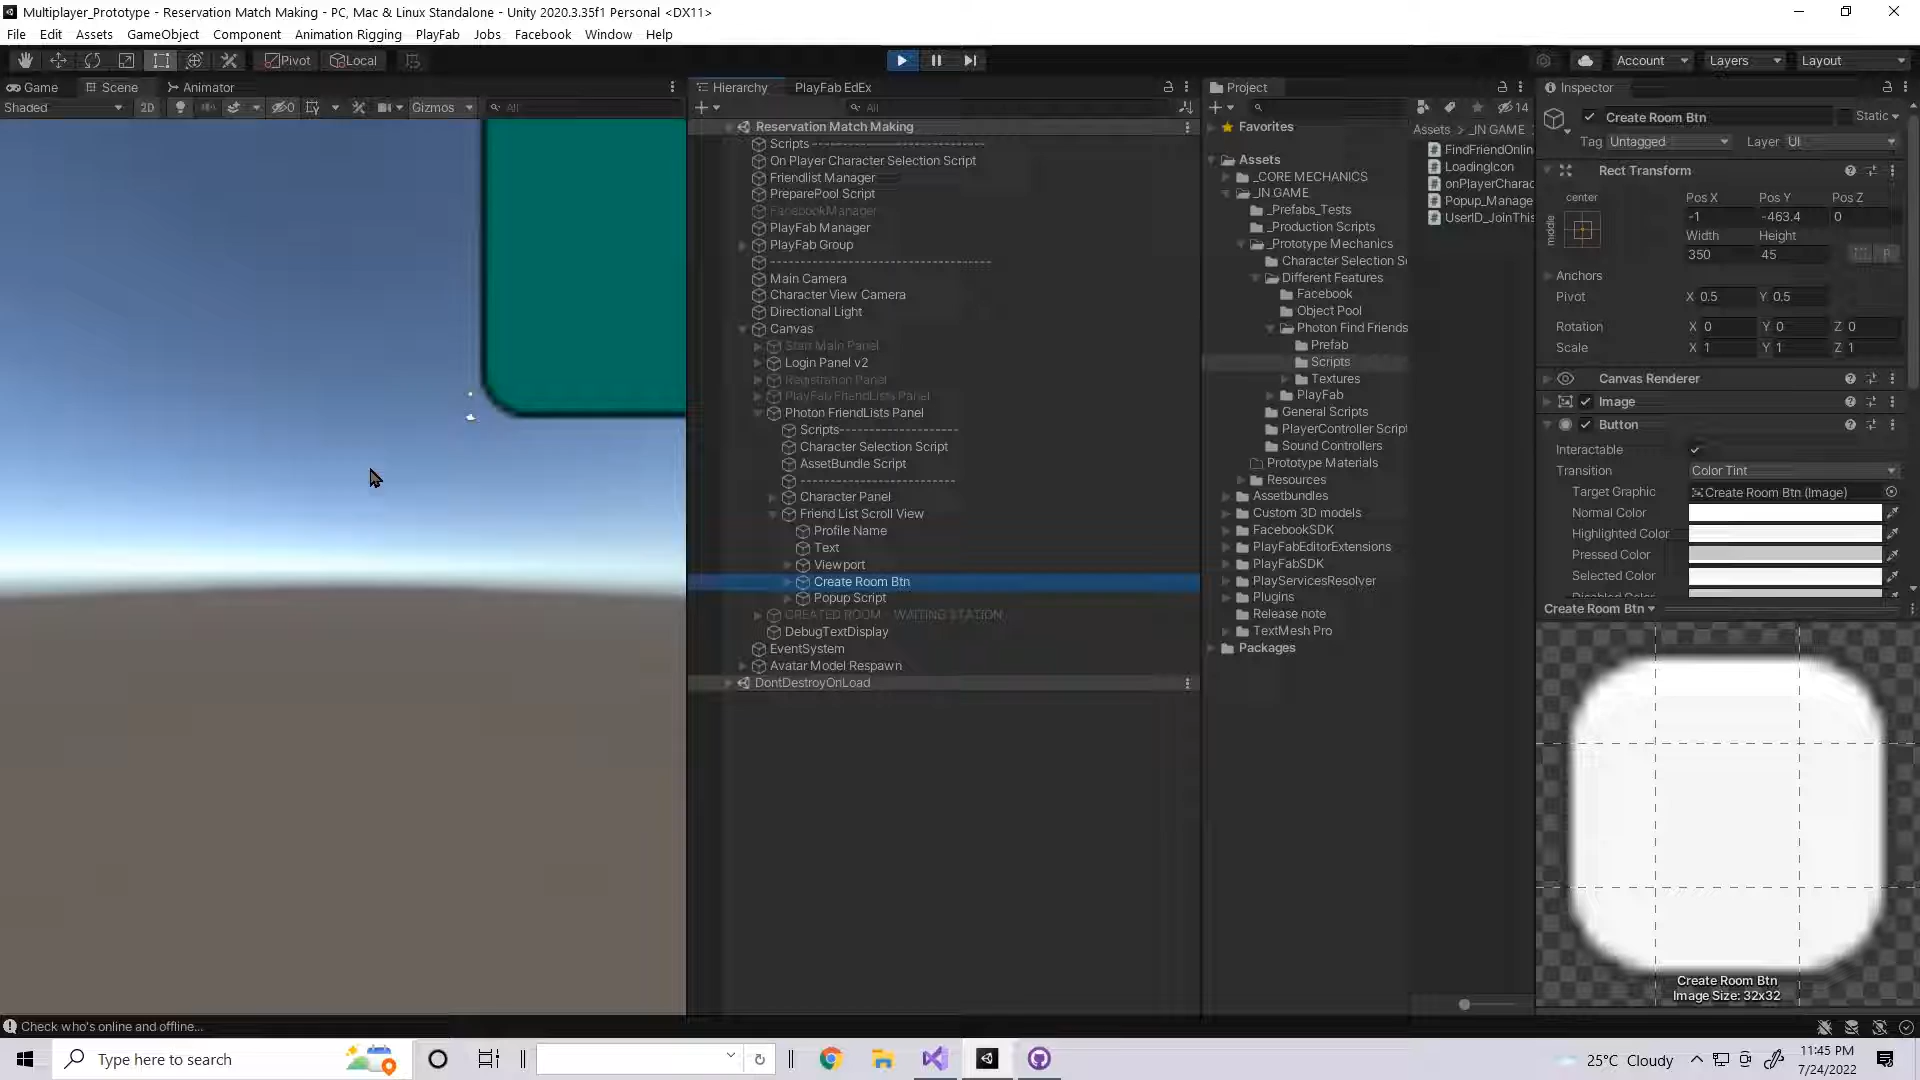 Multiplayer_Prototype - Reservation Match Making - PC, Mac & Linux Standalone - Unity 2020.3.35f1 Personal <DX11>
File Edit Assets GameObject Component Animation Rigging PlayFab Jobs Facebook Window Help
Pivot Local Account Layers Layout
Game Scene Animator
Shaded 2D 0 Gizmos All
Hierarchy PlayFab EdEx
All
Reservation Match Making
Scripts --------------------
On Player Character Selection Script
Friendlist Manager
PreparePool Script
FacebookManager
PlayFab Manager
PlayFab Group
------------------------------------
Main Camera
Character View Camera
Directional Light
Canvas
Start Main Panel
Login Panel v2
Registration Panel
PlayFab FriendLists Panel
Photon FriendLists Panel
Scripts-------------------
Character Selection Script
AssetBundle Script
-------------------------
Character Panel
Friend List Scroll View
Profile Name
Text
Viewport
Create Room Btn
Popup Script
CREATED ROOM - WAITING STATION
DebugTextDisplay
EventSystem
Avatar Model Respawn
DontDestroyOnLoad
Project
14
Favorites
Assets
_CORE MECHANICS
_IN GAME
_Prefabs_Tests
_Production Scripts
_Prototype Mechanics
Character Selection Sc
Different Features
Facebook
Object Pool
Photon Find Friends
Prefab
Scripts
Textures
PlayFab
General Scripts
PlayerController Script
Sound Controllers
Prototype Materials
Resources
Assetbundles
Custom 3D models
FacebookSDK
PlayFabEditorExtensions
PlayFabSDK
PlayServicesResolver
Plugins
Release note
TextMesh Pro
Packages
Assets > _IN GAME
FindFriendOnlin
LoadingIcon
onPlayerCharac
Popup_Manage
UserID_JoinThis
Inspector
Create Room Btn Static
Tag Untagged Layer UI
Rect Transform
center
middle
Pos X Pos Y Pos Z
-1 -463.4 0
Width Height
350 45
R
Anchors
Pivot X 0.5 Y 0.5
Rotation X 0 Y 0 Z 0
Scale X 1 Y 1 Z 1
Canvas Renderer
Image
Button
Interactable
Transition Color Tint
Target Graphic Create Room Btn (Image)
Normal Color
Highlighted Color
Pressed Color
Selected Color
Disabled Color
Create Room Btn
Create Room Btn
Image Size: 32x32
Check who's online and offline...
Type here to search
25°C Cloudy
11:45 PM
7/24/2022